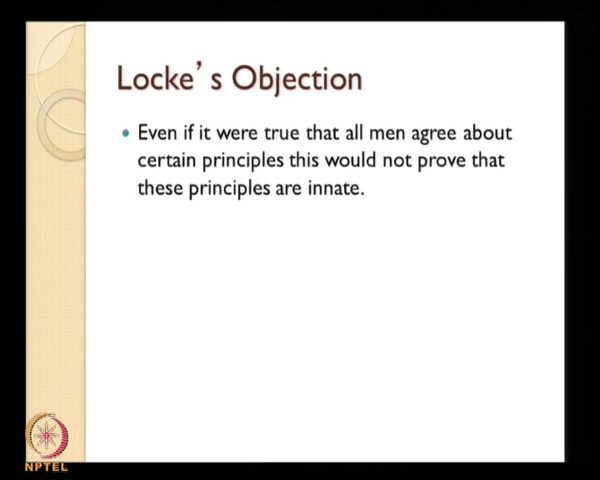 Locke’s Objection
Even if it were true that all men agree about
certain principles this would not prove that
these principles are innate.
NPTEL